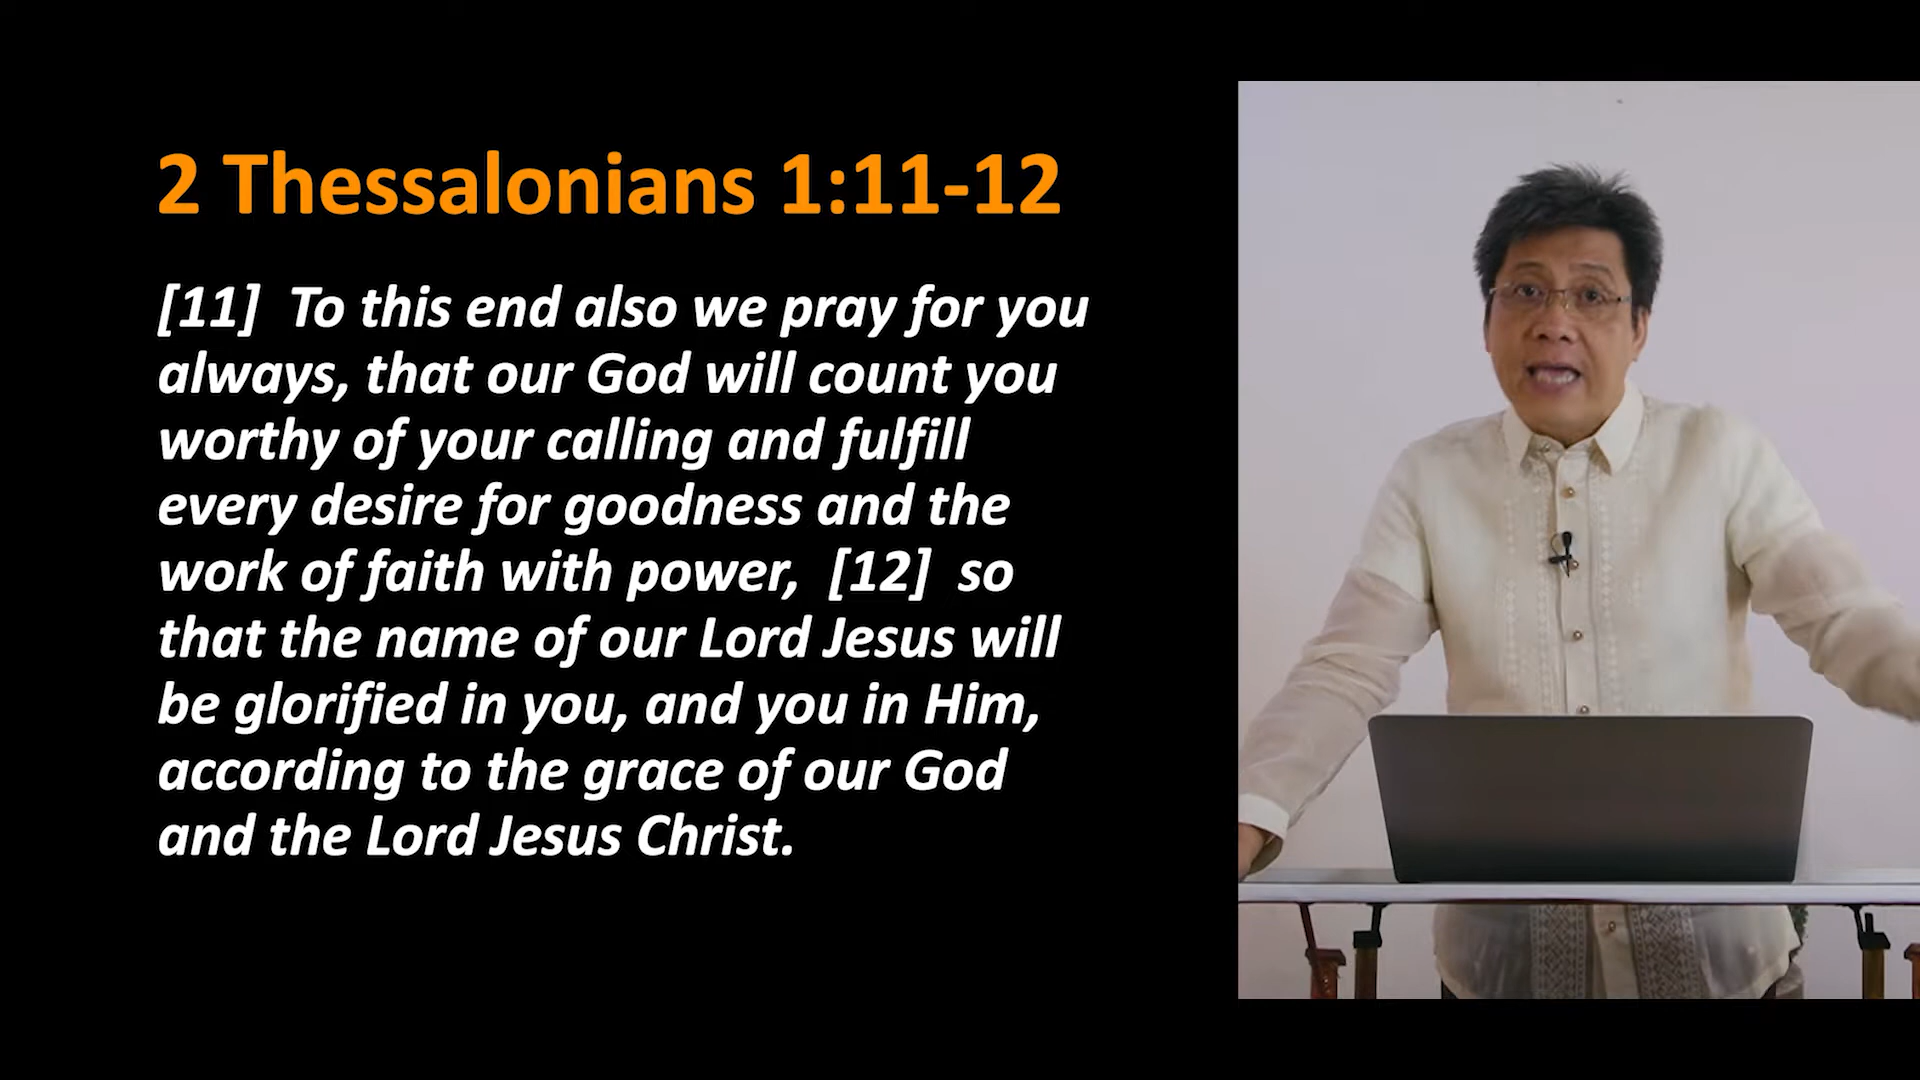 2 Thessalonians 1:11-12
[11]  To this end also we pray for you
always, that our God will count you
worthy of your calling and fulfill
every desire for goodness and the
work of faith with power,  [12]  so
that the name of our Lord Jesus will
be glorified in you, and you in Him,
according to the grace of our God
and the Lord Jesus Christ.